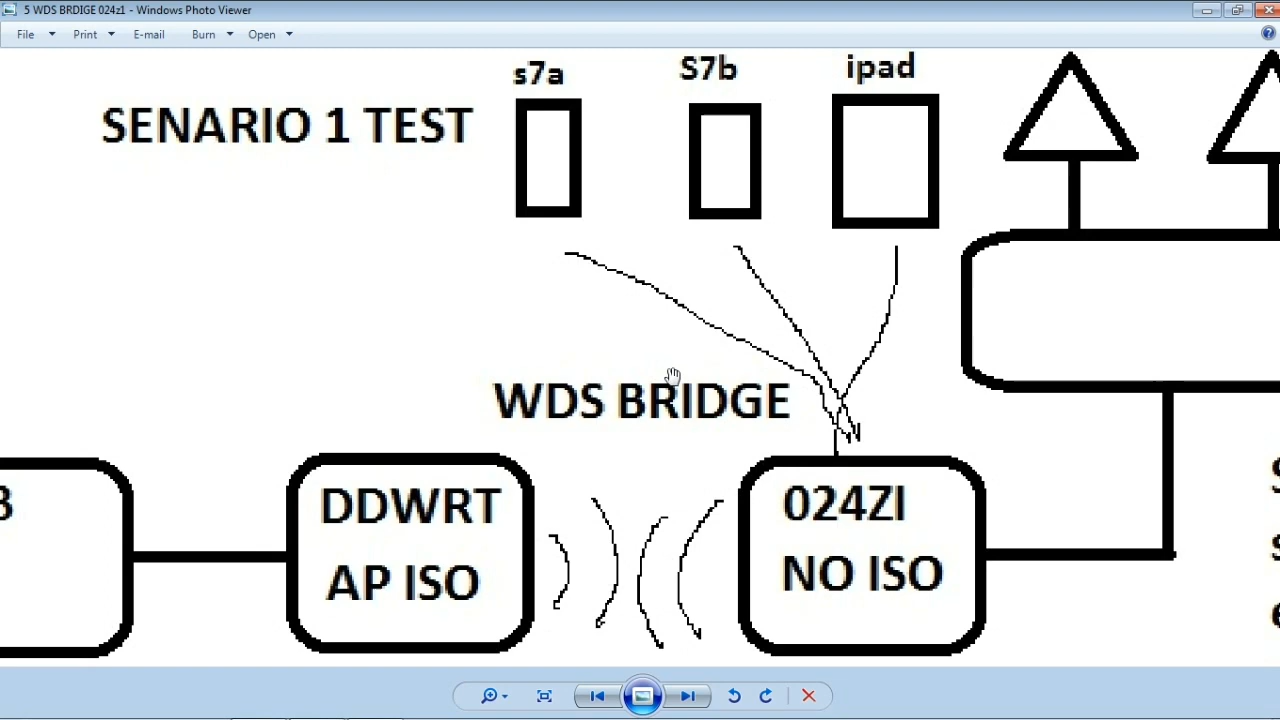 5 WDS BRDIGE 024z1 - Windows Photo Viewer
File Print E-mail Burn Open
s7a S7b ipad
SENARIO 1 TEST
WDS BRIDGE
DDWRT
AP ISO
024ZI
NO ISO